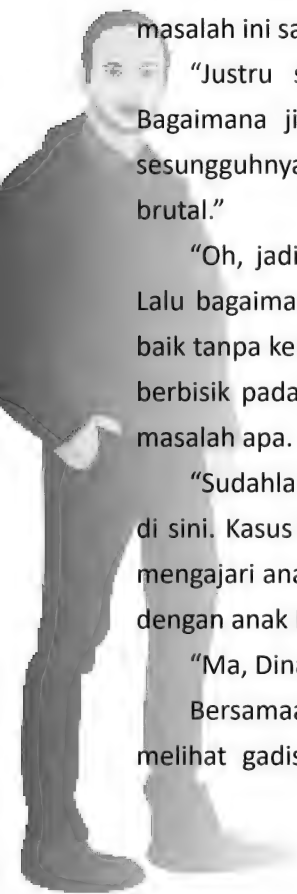 masalah ini sa
“Justru s
Bagaimana ji
sesungguhnya
brutal.”
“Oh, jadi
Lalu bagaima
baik tanpa ke
berbisik pada
masalah apa.
“Sudahla
di sini. Kasus
mengajari ana
dengan anak
“Ma, Dina
Bersamaa
melihat gadis